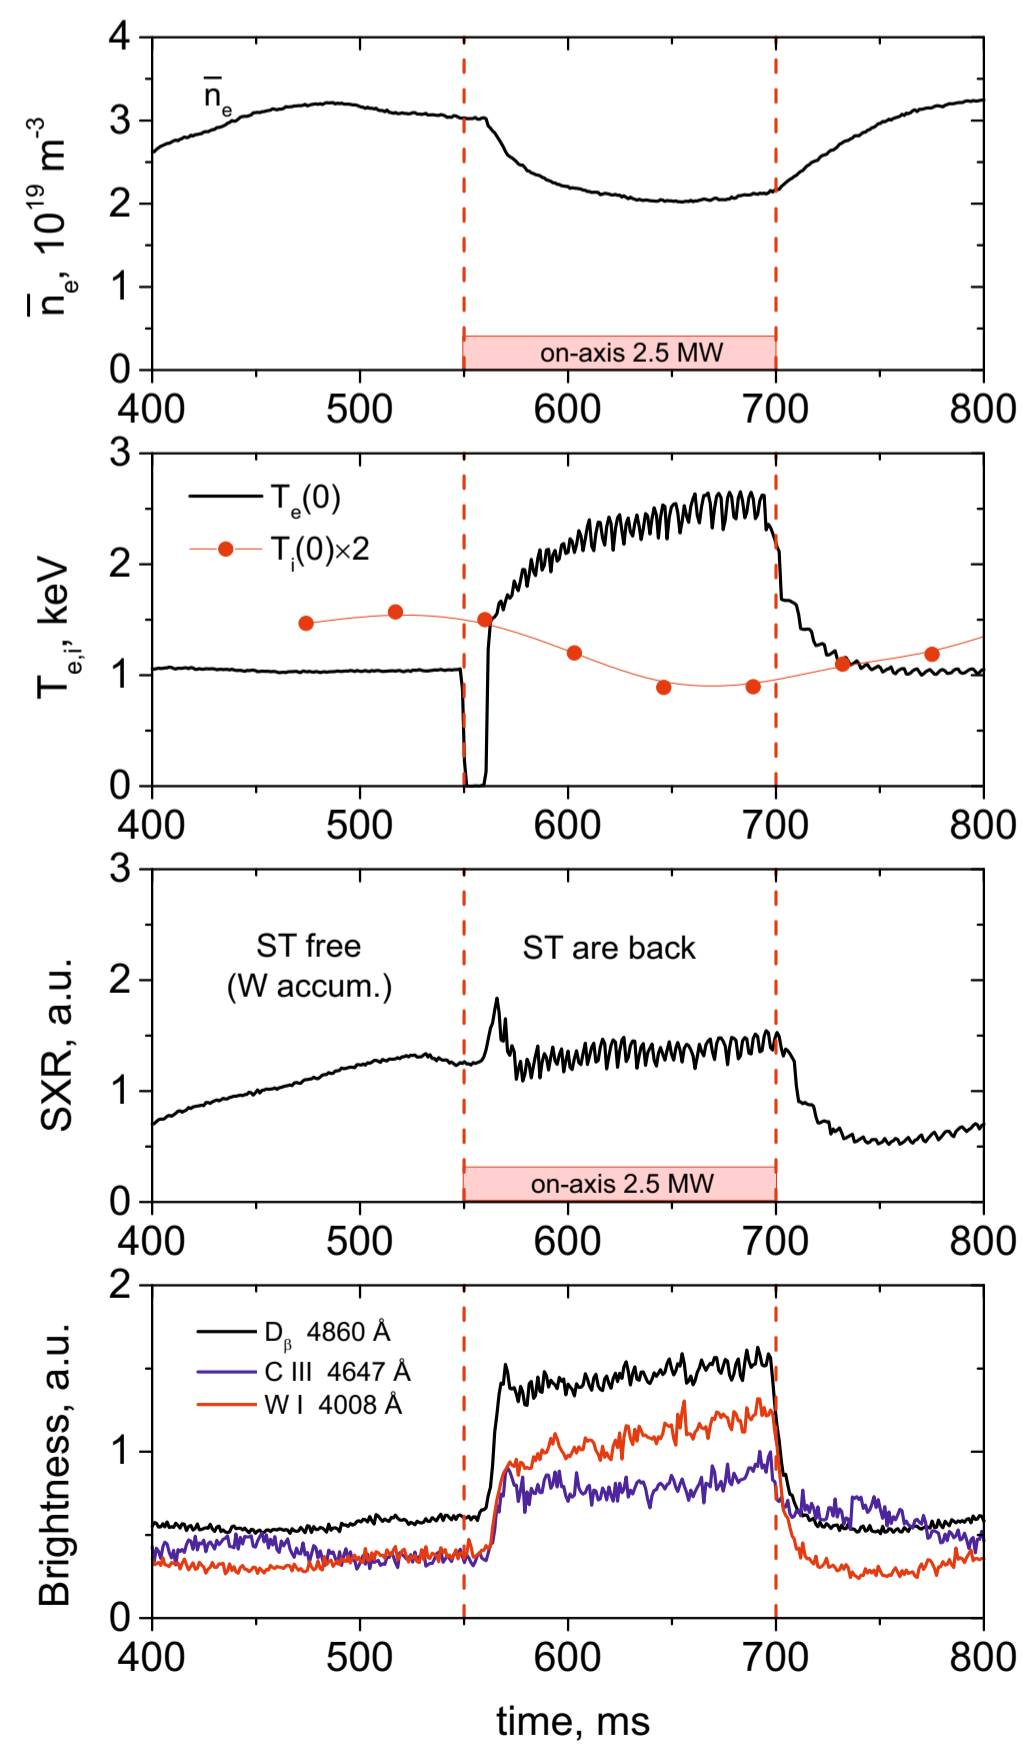 n̅e, 10^19 m^-3
4
3
2
1
0
n̅e
on-axis 2.5 MW
400 500 600 700 800
Te,i, keV
3
2
1
0
Te(0)
Ti(0)×2
400 500 600 700 800
SXR, a.u.
3
2
1
0
ST free
(W accum.)
ST are back
on-axis 2.5 MW
400 500 600 700 800
Brightness, a.u.
2
1
0
Dβ 4860 Å
C III 4647 Å
W I 4008 Å
400 500 600 700 800
time, ms